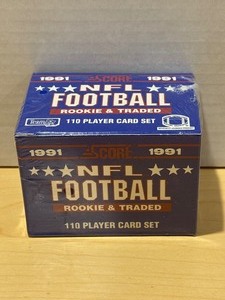 1991 SCORE 1991
NFL
FOOTBALL
ROOKIE & TRADED
110 PLAYER CARD SET
1991 SCORE 1991
NFL
FOOTBALL
ROOKIE & TRADED
110 PLAYER CARD SET